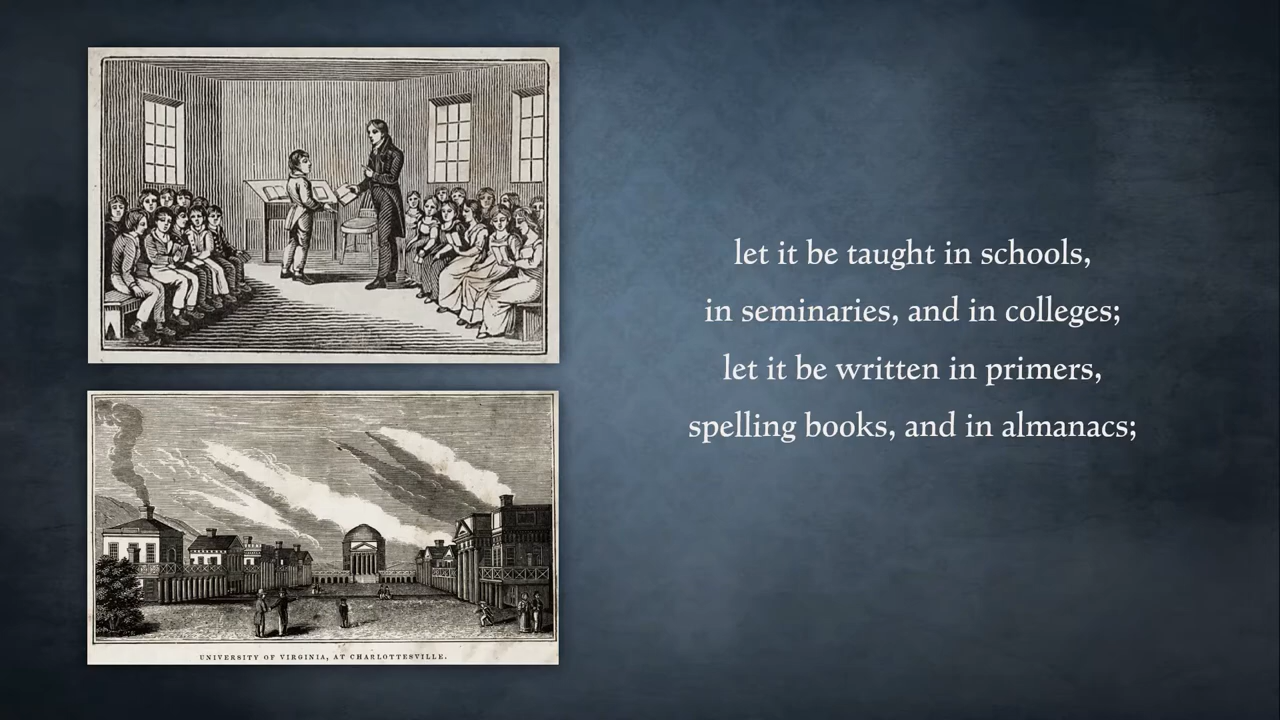 let it be taught in schools,
in seminaries, and in colleges;
let it be written in primers,
spelling books, and in almanacs;
UNIVERSITY OF VIRGINIA, AT CHARLOTTESVILLE.